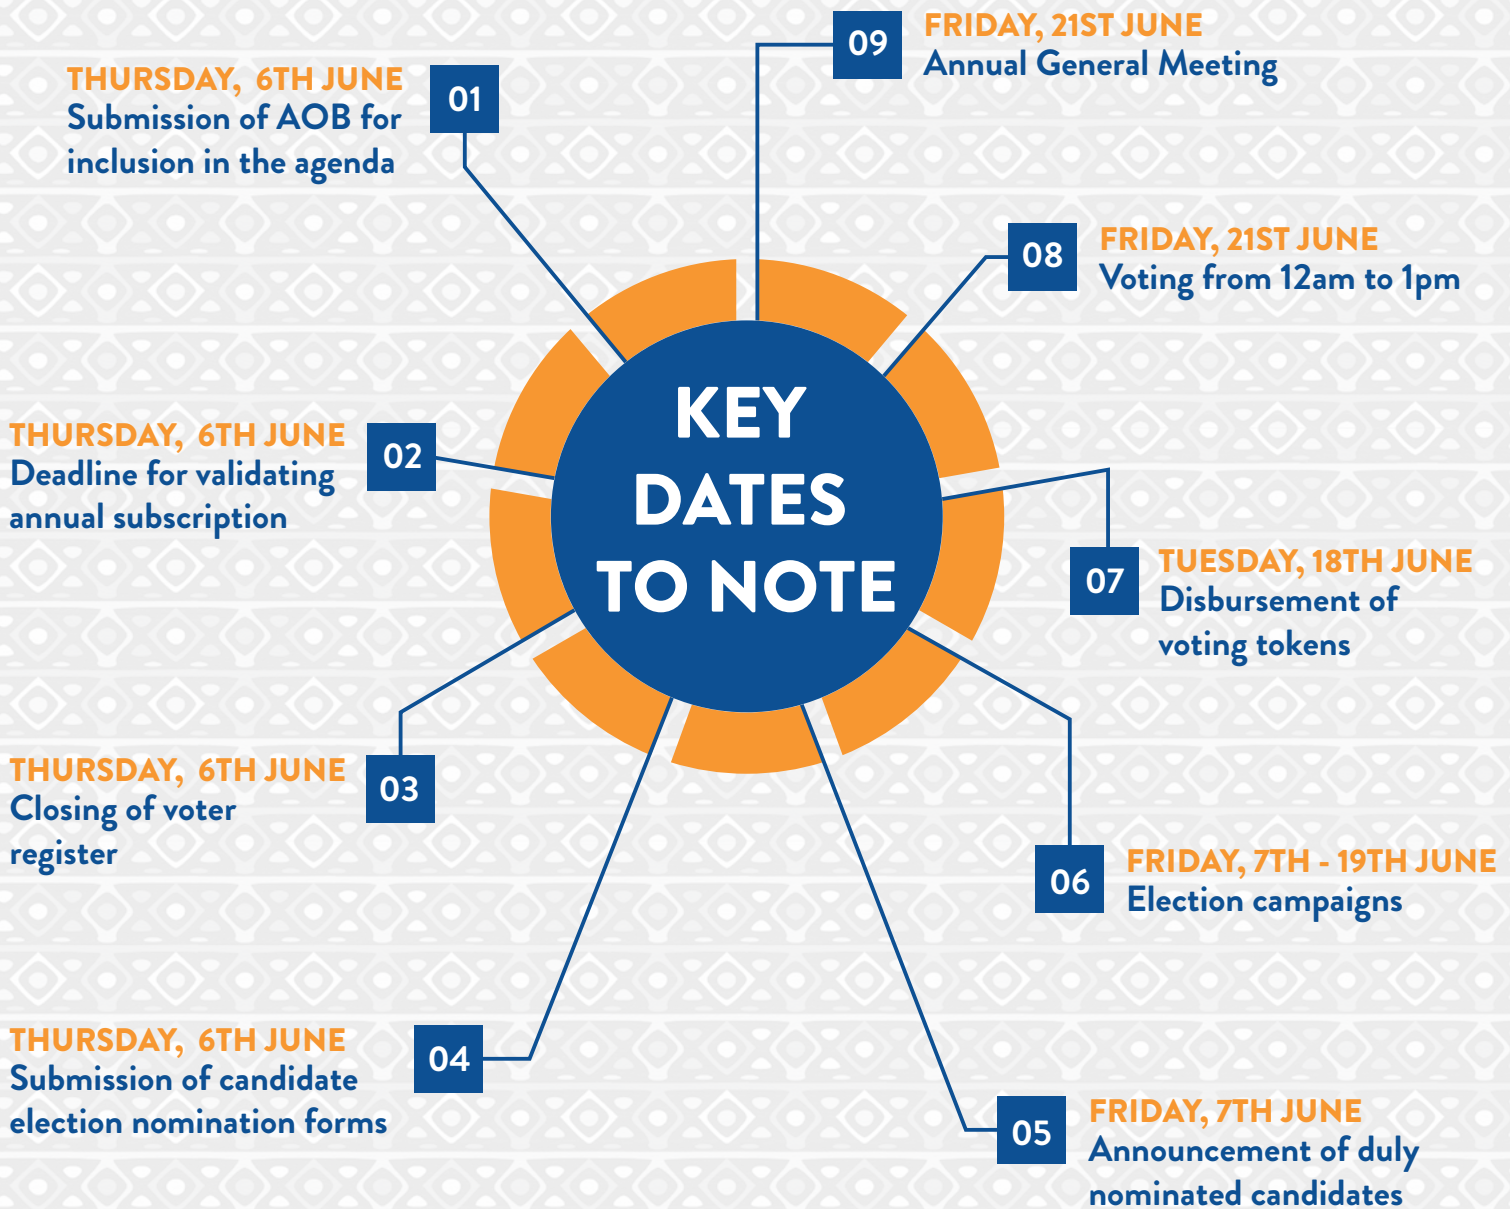 KEY
DATES
TO NOTE
01
THURSDAY, 6TH JUNE
Submission of AOB for
inclusion in the agenda
02
THURSDAY, 6TH JUNE
Deadline for validating
annual subscription
03
THURSDAY, 6TH JUNE
Closing of voter
register
04
THURSDAY, 6TH JUNE
Submission of candidate
election nomination forms
05
FRIDAY, 7TH JUNE
Announcement of duly
nominated candidates
06
FRIDAY, 7TH - 19TH JUNE
Election campaigns
07
TUESDAY, 18TH JUNE
Disbursement of
voting tokens
08
FRIDAY, 21ST JUNE
Voting from 12am to 1pm
09
FRIDAY, 21ST JUNE
Annual General Meeting